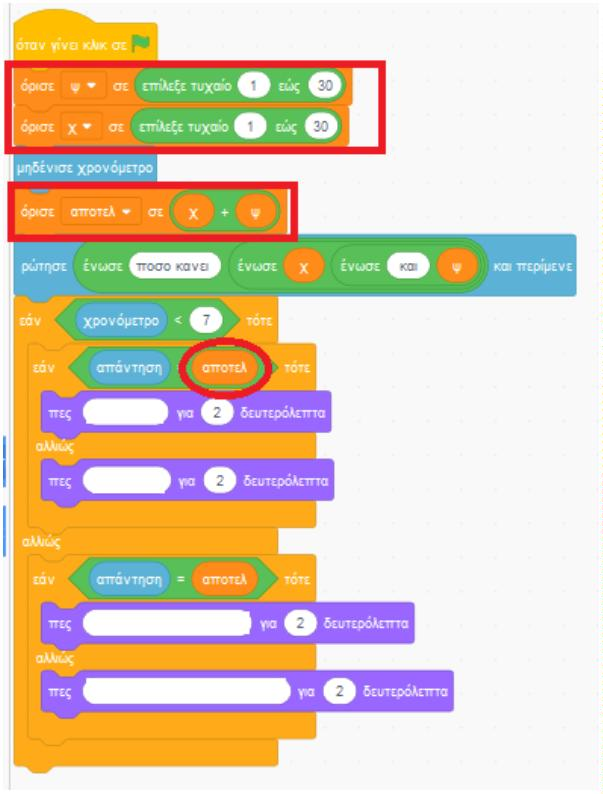 όταν γίνει κλικ σε
όρισε ψ σε επίλεξε τυχαίο 1 εώς 30
όρισε χ σε επίλεξε τυχαίο 1 εώς 30
μηδένισε χρονόμετρο
όρισε αποτελ σε χ + ψ
ρώτησε ένωσε ποσο κανει ένωσε χ ένωσε και ψ και περίμενε
εάν χρονόμετρο < 7 τότε
εάν απάντηση αποτελ τότε
πες για 2 δευτερόλεπτα
αλλιώς
πες για 2 δευτερόλεπτα
αλλιώς
εάν απάντηση = αποτελ τότε
πες για 2 δευτερόλεπτα
αλλιώς
πες για 2 δευτερόλεπτα